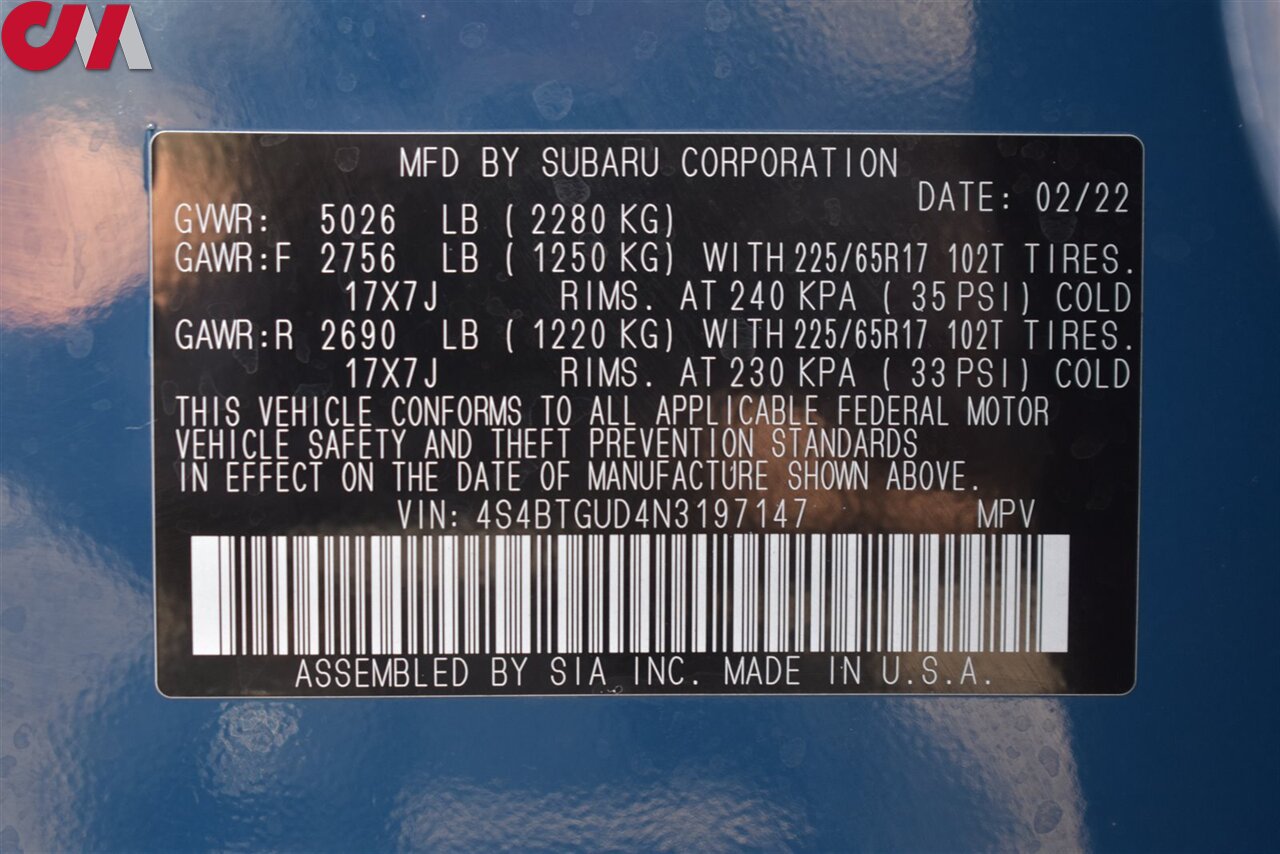 CM
MFD BY SUBARU CORPORATION
DATE: 02/22
GVWR: 5026 LB ( 2280 KG)
GAWR:F 2756 LB ( 1250 KG) WITH 225/65R17 102T TIRES.
17X7J RIMS. AT 240 KPA ( 35 PSI) COLD
GAWR:R 2690 LB ( 1220 KG) WITH 225/65R17 102T TIRES.
17X7J RIMS. AT 230 KPA ( 33 PSI) COLD
THIS VEHICLE CONFORMS TO ALL APPLICABLE FEDERAL MOTOR
VEHICLE SAFETY AND THEFT PREVENTION STANDARDS
IN EFFECT ON THE DATE OF MANUFACTURE SHOWN ABOVE.
VIN: 4S4BTGUD4N3197147 MPV
ASSEMBLED BY SIA INC. MADE IN U.S.A.